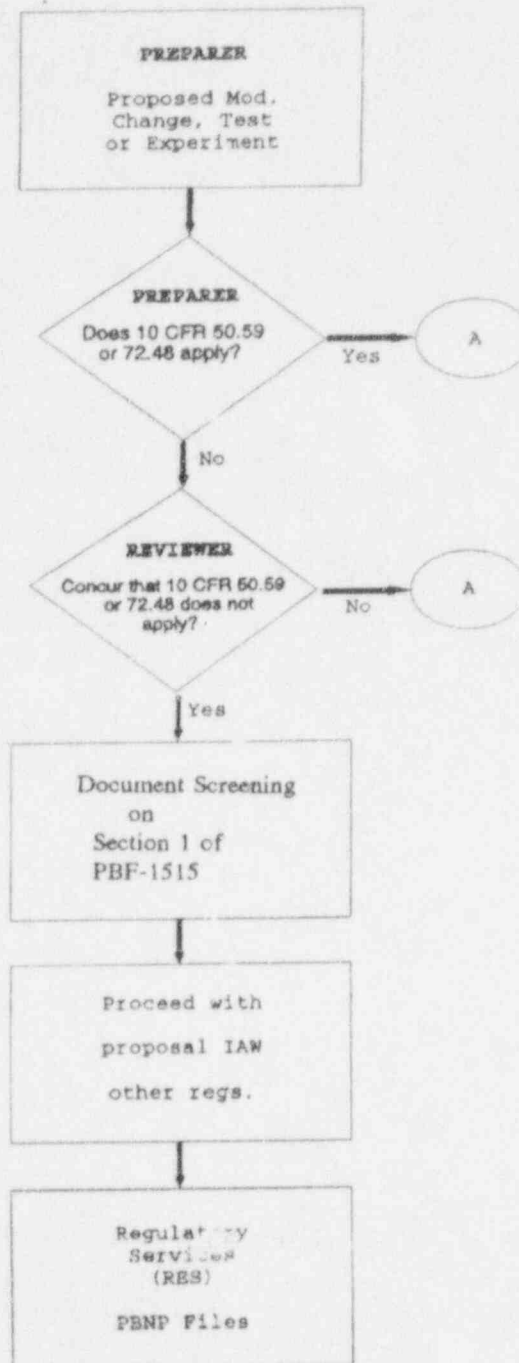 PREPARER
Proposed Mod.
Change, Test
or Experiment
PREPARER
Does 10 CFR 50.59
or 72.48 apply?
Yes
A
No
REVIEWER
Concur that 10 CFR 50.59
or 72.48 does not
apply?
No
A
Yes
Document Screening
on
Section 1 of
PBF-1515
Proceed with
proposal IAW
other regs.
Regulatory
Services
(RES)
PBNP Files